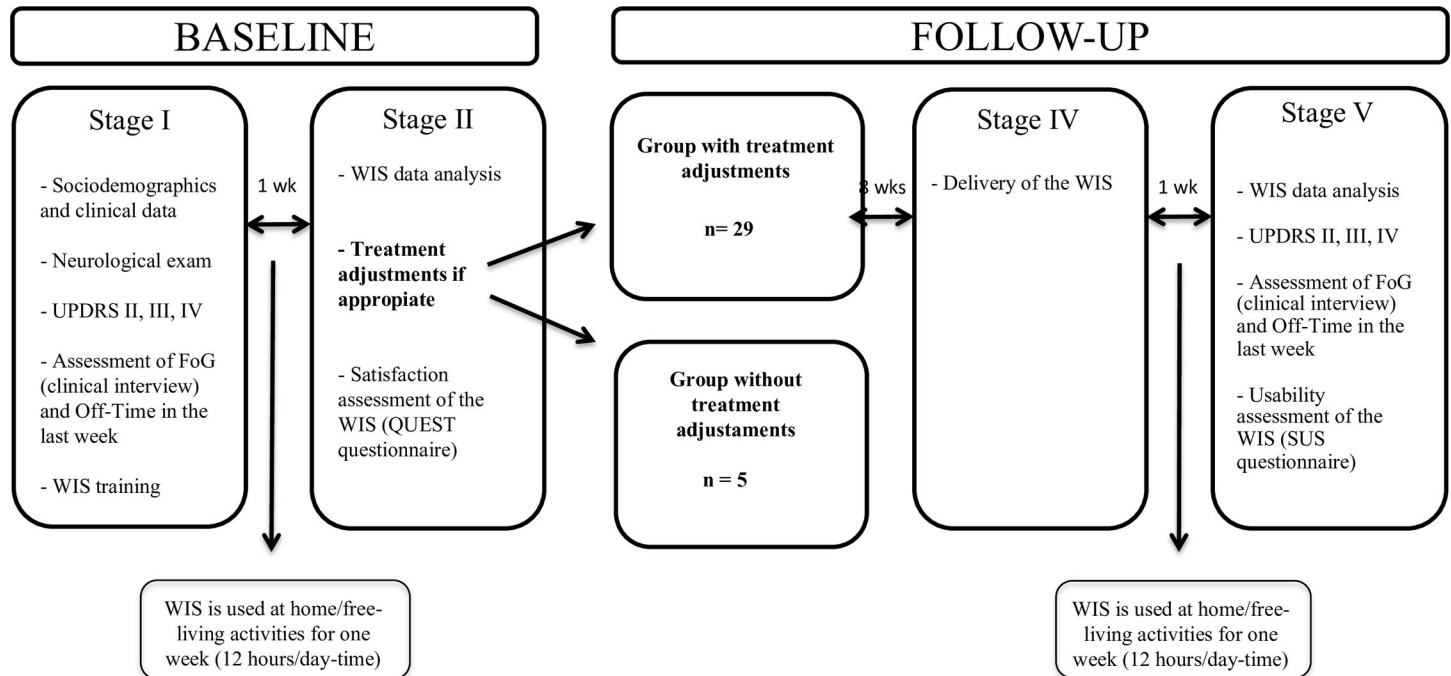 BASELINE
FOLLOW-UP
Stage I
- Sociodemographics
and clinical data
- Neurological exam
- UPDRS II, III, IV
- Assessment of FoG
(clinical interview)
and Off-Time in the
last week
- WIS training
1 wk
Stage II
- WIS data analysis
- Treatment
adjustments if
appropiate
- Satisfaction
assessment of the
WIS (QUEST
questionnaire)
Group with treatment
adjustments
n= 29
Group without
treatment
adjustaments
n = 5
8 wks
Stage IV
- Delivery of the WIS
1 wk
Stage V
- WIS data analysis
- UPDRS II, III, IV
- Assessment of FoG
(clinical interview)
and Off-Time in the
last week
- Usability
assessment of the
WIS (SUS
questionnaire)
WIS is used at home/free-
living activities for one
week (12 hours/day-time)
WIS is used at home/free-
living activities for one
week (12 hours/day-time)